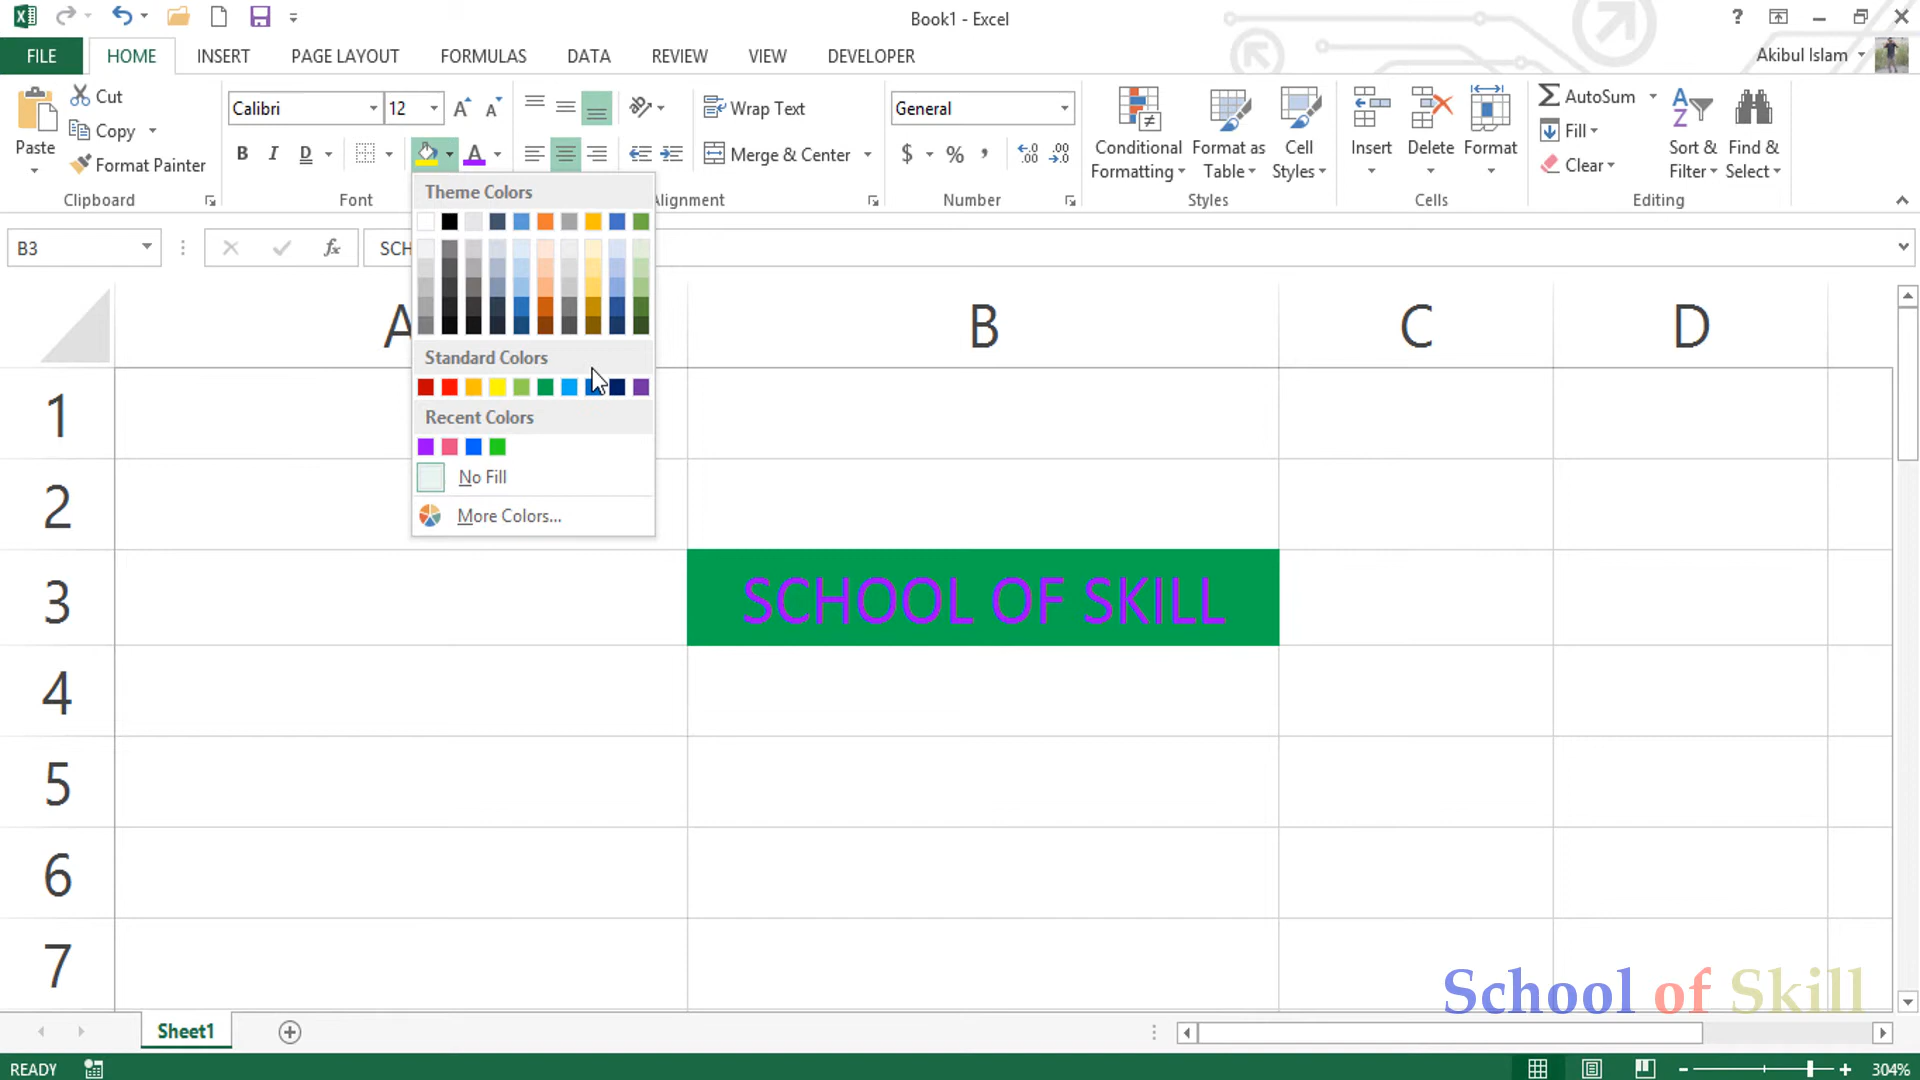 Book1 - Excel
?
FILE HOME INSERT PAGE LAYOUT FORMULAS DATA REVIEW VIEW DEVELOPER Akibul Islam
Paste
Cut
Copy
Format Painter
Clipboard
Calibri 12
B I D
Font
Wrap Text
Merge & Center
Alignment
General
$ % ,
Number
Conditional Formatting
Format as Table
Cell Styles
Styles
Insert
Delete
Format
Cells
AutoSum
Fill
Clear
Sort & Filter
Find & Select
Editing
B3
fx
SCH
Theme Colors
Standard Colors
Recent Colors
No Fill
More Colors...
A B C D
1
2
3 SCHOOL OF SKILL
4
5
6
7
School of Skill
Sheet1
READY
304%